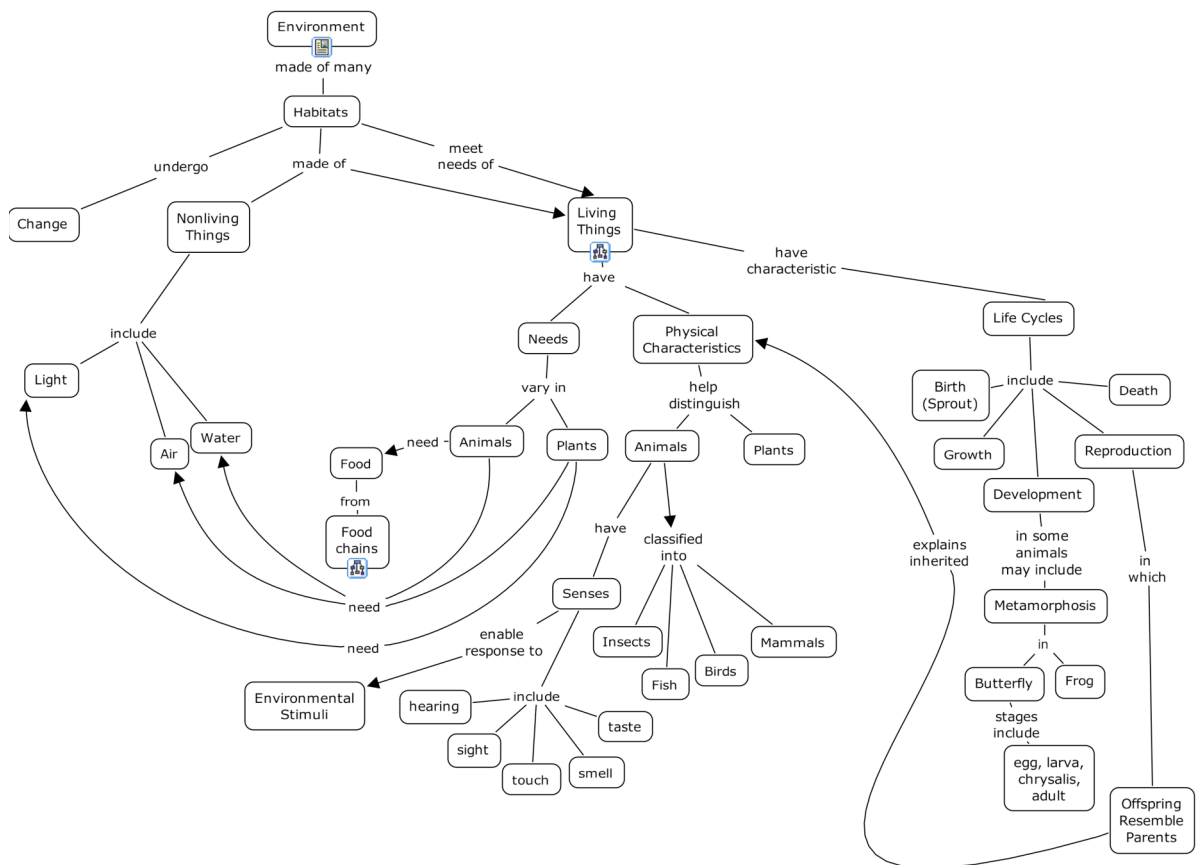 Environment
made of many
Habitats
undergo
made of
meet
needs of
Change
Nonliving
Things
Living
Things
have
have
characteristic
include
Light
Air
Water
Needs
vary in
Animals
Plants
need
Food
from
Food
chains
need
need
Physical
Characteristics
help
distinguish
Animals
Plants
have
classified
into
Senses
Insects
Fish
Birds
Mammals
enable
response to
Environmental
Stimuli
include
hearing
sight
touch
smell
taste
Life Cycles
include
Birth
(Sprout)
Death
Growth
Reproduction
Development
in some
animals
may include
Metamorphosis
in
Butterfly
Frog
stages
include
egg, larva,
chrysalis,
adult
in
which
Offspring
Resemble
Parents
explains
inherited